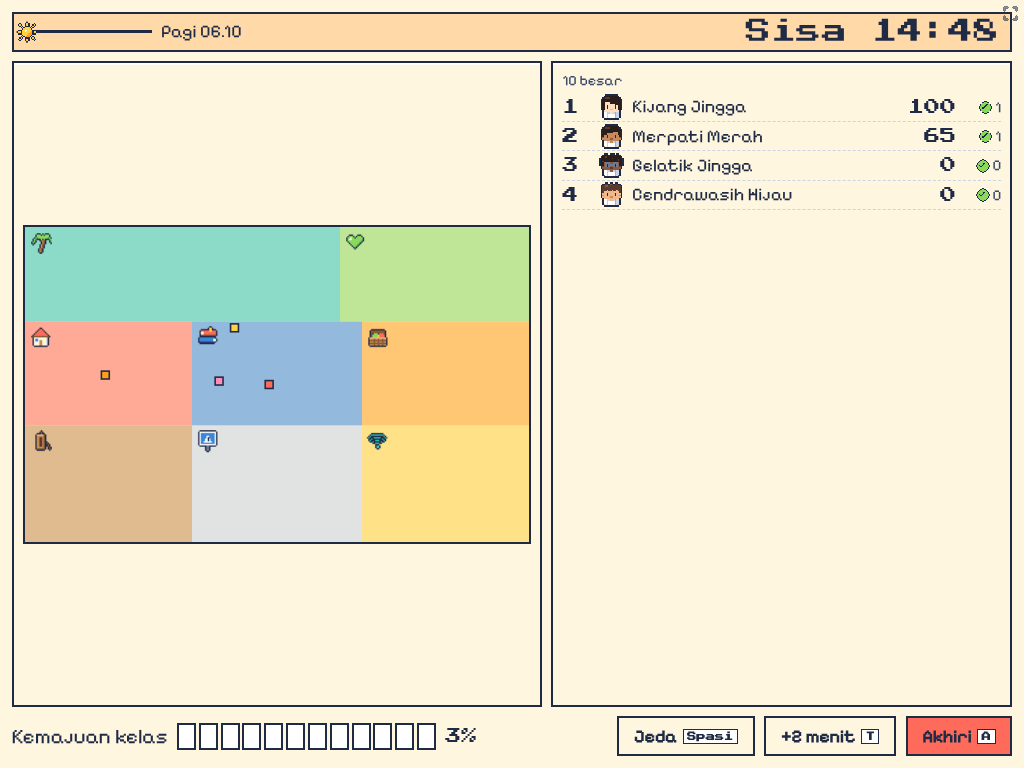 Pagi 06.10
Sisa 14:48
10 besar
1 Kijang Jingga 100 1
2 Merpati Merah 65 1
3 Gelatik Jingga 0 0
4 Cendrawasih Hijau 0 0
Kemajuan kelas 3%
Jeda Spasi
+2 menit T
Akhiri A